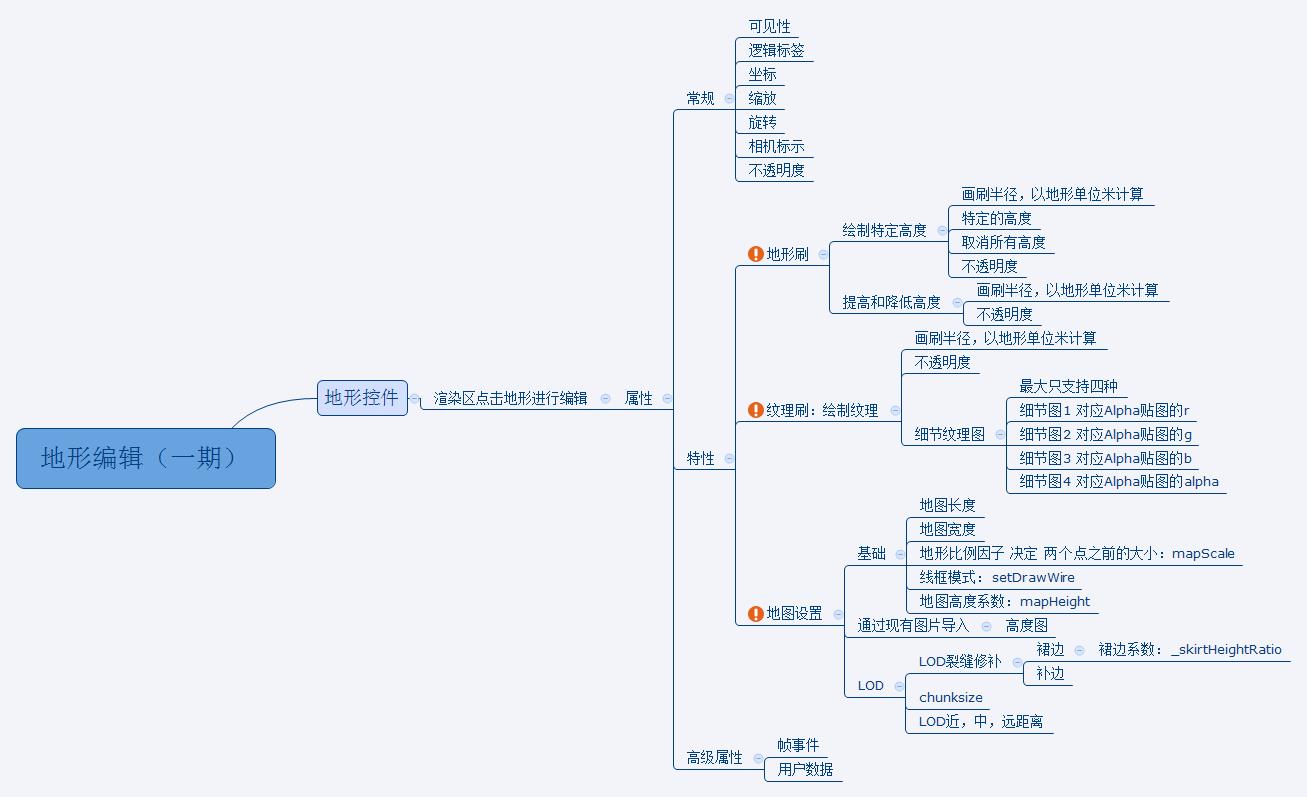 地形编辑（一期）
地形控件
渲染区点击地形进行编辑
属性
常规
可见性
逻辑标签
坐标
缩放
旋转
相机标示
不透明度
特性
地形刷
绘制特定高度
画刷半径，以地形单位米计算
特定的高度
取消所有高度
不透明度
提高和降低高度
画刷半径，以地形单位米计算
不透明度
纹理刷：绘制纹理
画刷半径，以地形单位米计算
不透明度
细节纹理图
最大只支持四种
细节图1 对应Alpha贴图的r
细节图2 对应Alpha贴图的g
细节图3 对应Alpha贴图的b
细节图4 对应Alpha贴图的alpha
地图设置
基础
地图长度
地图宽度
地形比例因子 决定 两个点之前的大小：mapScale
线框模式：setDrawWire
地图高度系数：mapHeight
通过现有图片导入
高度图
LOD
LOD裂缝修补
裙边
裙边系数：_skirtHeightRatio
补边
chunksize
LOD近，中，远距离
高级属性
帧事件
用户数据